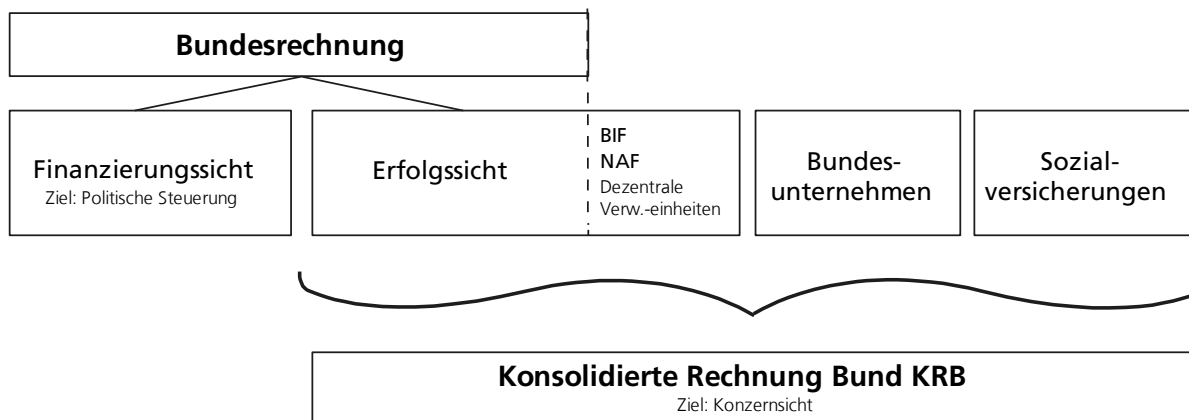 Bundesrechnung
Finanzierungssicht
Ziel: Politische Steuerung
Erfolgssicht
BIF
NAF
Dezentrale
Verw.-einheiten
Bundes-
unternehmen
Sozial-
versicherungen
Konsolidierte Rechnung Bund KRB
Ziel: Konzernsicht